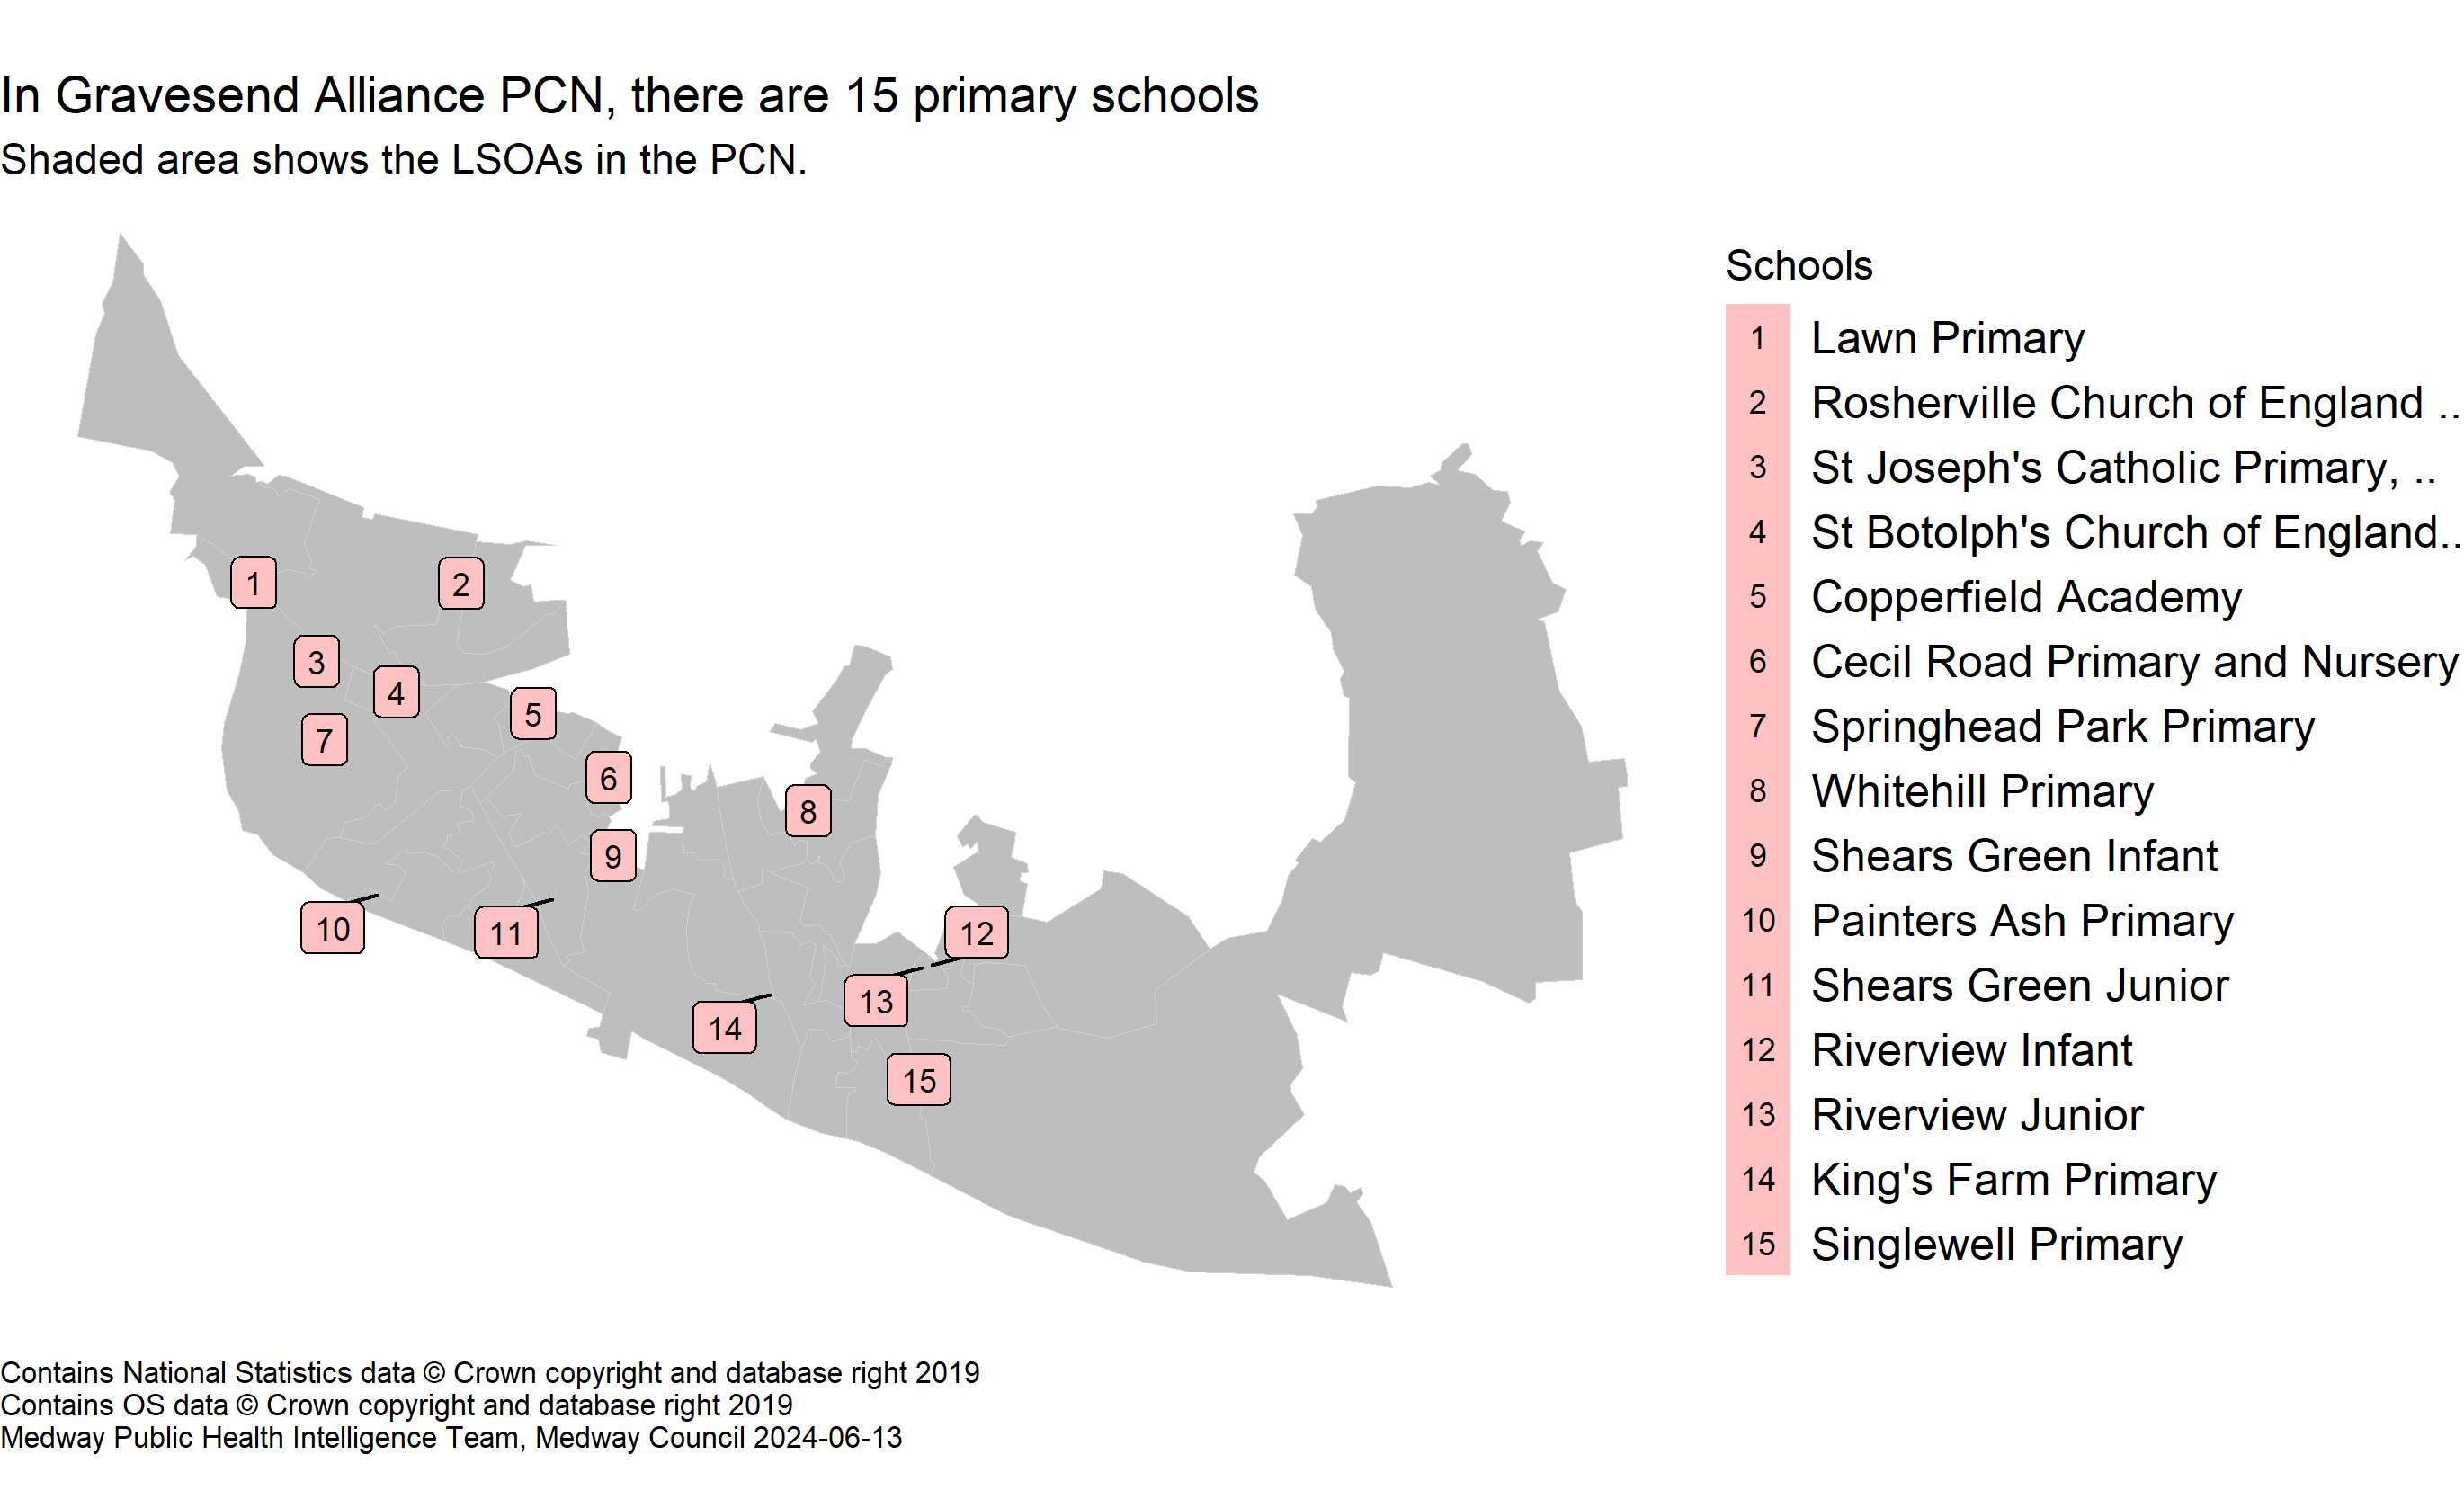 In Gravesend Alliance PCN, there are 15 primary schools
Shaded area shows the LSOAs in the PCN.
Schools
1 Lawn Primary
2 Rosherville Church of England ..
3 St Joseph's Catholic Primary, ..
4 St Botolph's Church of England..
5 Copperfield Academy
6 Cecil Road Primary and Nursery
7 Springhead Park Primary
8 Whitehill Primary
9 Shears Green Infant
10 Painters Ash Primary
11 Shears Green Junior
12 Riverview Infant
13 Riverview Junior
14 King's Farm Primary
15 Singlewell Primary
1
2
3
4
5
6
7
8
9
10
11
12
13
14
15
Contains National Statistics data © Crown copyright and database right 2019
Contains OS data © Crown copyright and database right 2019
Medway Public Health Intelligence Team, Medway Council 2024-06-13